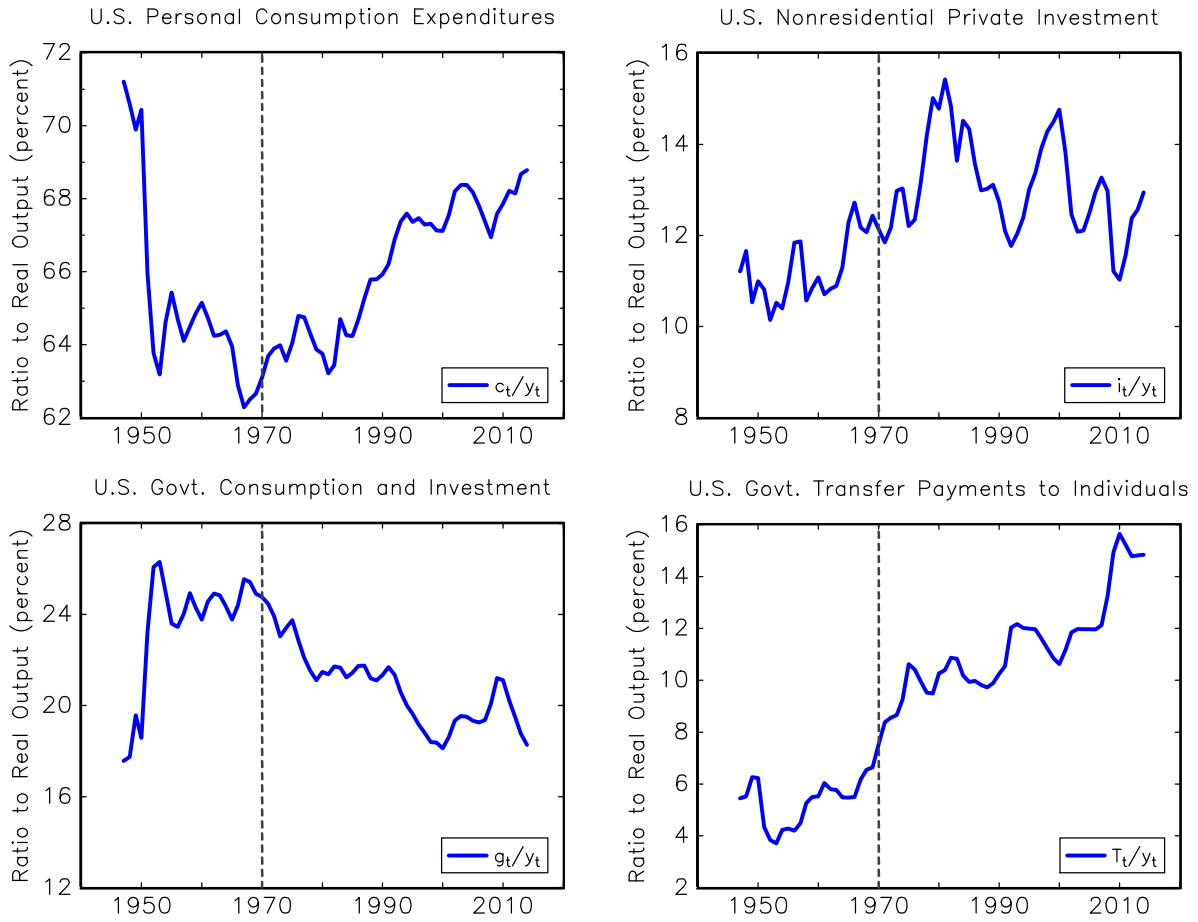 U.S. Personal Consumption Expenditures
Ratio to Real Output (percent)
72
70
68
66
64
62
1950 1970 1990 2010
c_t/y_t
U.S. Nonresidential Private Investment
Ratio to Real Output (percent)
16
14
12
10
8
1950 1970 1990 2010
i_t/y_t
U.S. Govt. Consumption and Investment
Ratio to Real Output (percent)
28
24
20
16
12
1950 1970 1990 2010
g_t/y_t
U.S. Govt. Transfer Payments to Individuals
Ratio to Real Output (percent)
16
14
12
10
8
6
4
2
1950 1970 1990 2010
T_t/y_t